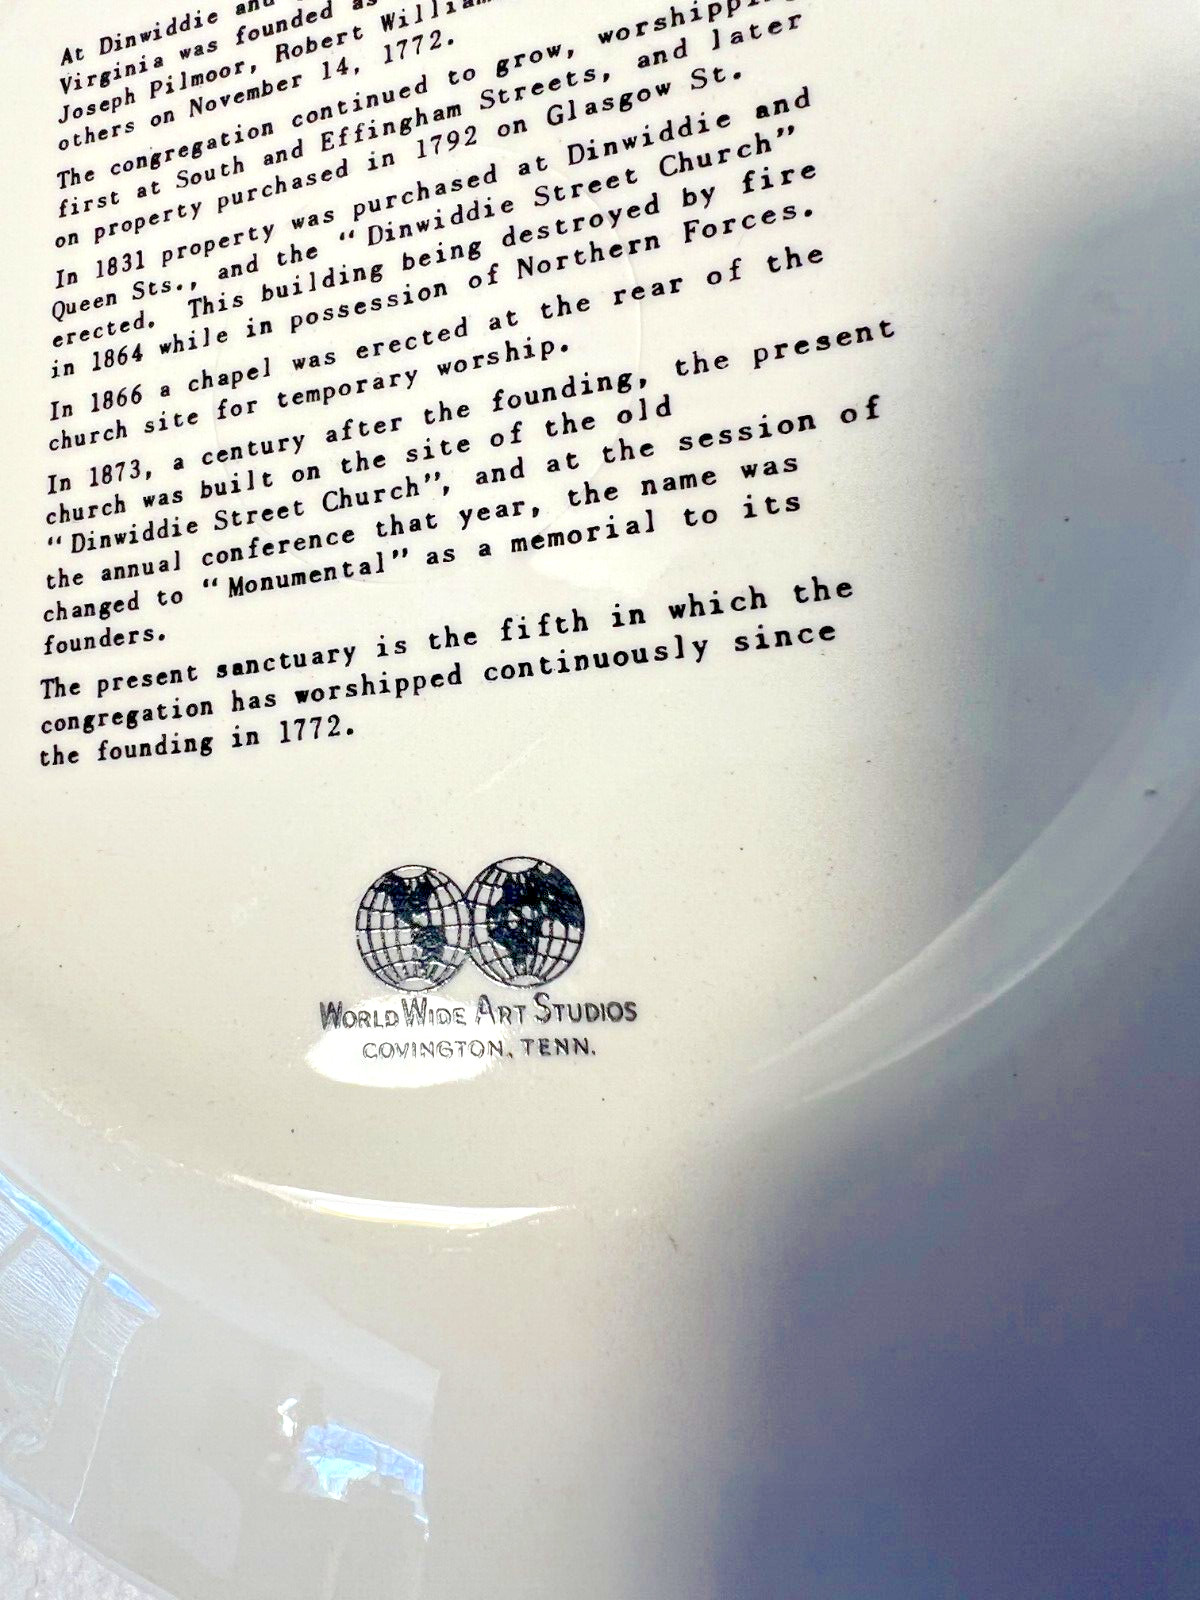 At Dinwiddie and
Virginia was founded as
Joseph Pilmoor, Robert William
others on November 14, 1772.
The congregation continued to grow, worshipping
first at South and Effingham Streets, and later
on property purchased in 1792 on Glasgow St.
In 1831 property was purchased at Dinwiddie and
Queen Sts., and the “Dinwiddie Street Church”
erected. This building being destroyed by fire
in 1864 while in possession of Northern Forces.
In 1866 a chapel was erected at the rear of the
church site for temporary worship.
In 1873, a century after the founding, the present
church was built on the site of the old
“Dinwiddie Street Church”, and at the session of
the annual conference that year, the name was
changed to “Monumental” as a memorial to its
founders.
The present sanctuary is the fifth in which the
congregation has worshipped continuously since
the founding in 1772.
WORLD WIDE ART STUDIOS
COVINGTON, TENN.